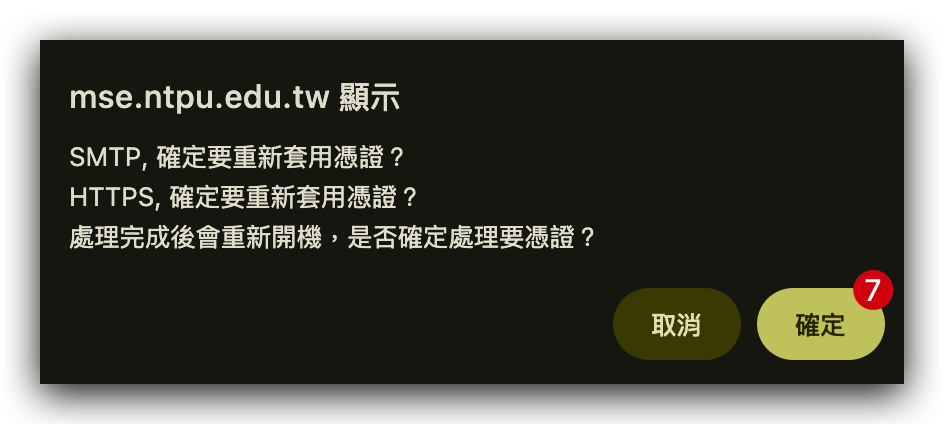 mse.ntpu.edu.tw 顯示
SMTP, 確定要重新套用憑證？
HTTPS, 確定要重新套用憑證？
處理完成後會重新開機，是否確定處理要憑證？
取消
確定
7